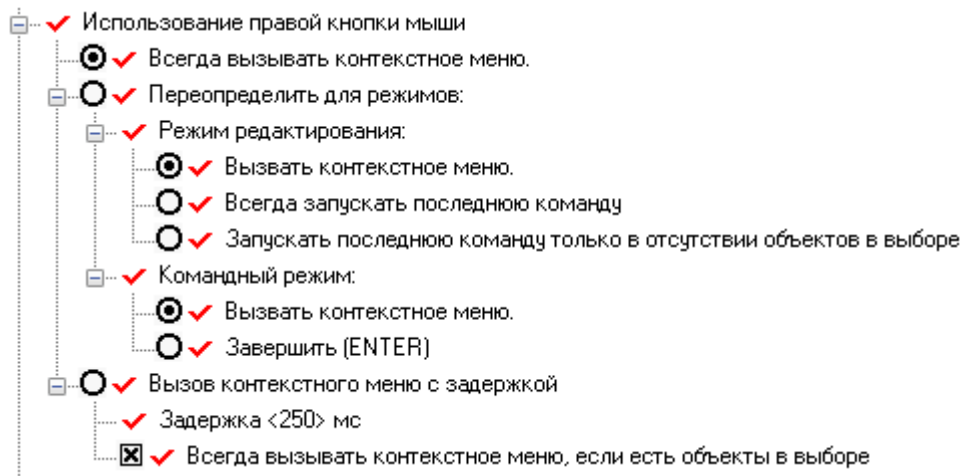 Использование правой кнопки мыши
Всегда вызывать контекстное меню.
Переопределить для режимов:
Режим редактирования:
Вызвать контекстное меню.
Всегда запускать последнюю команду
Запускать последнюю команду только в отсутствии объектов в выборе
Командный режим:
Вызвать контекстное меню.
Завершить (ENTER)
Вызов контекстного меню с задержкой
Задержка <250> мс
Всегда вызывать контекстное меню, если есть объекты в выборе